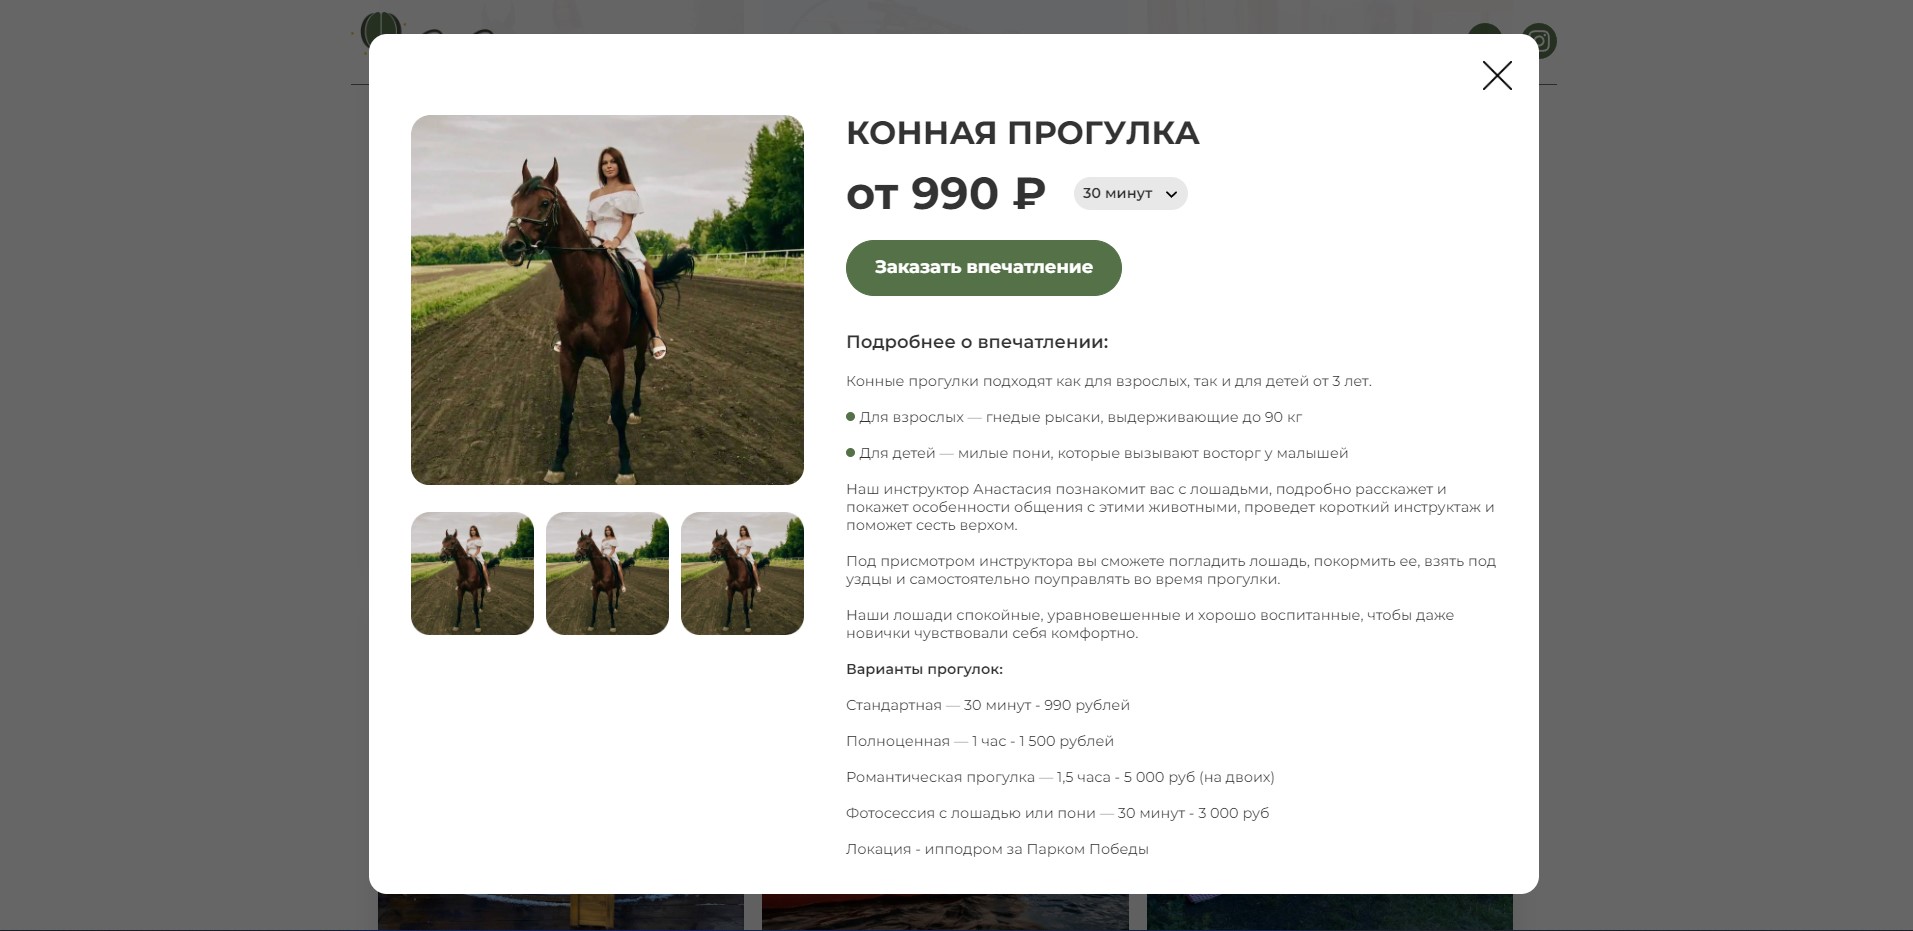 КОННАЯ ПРОГУЛКА
от 990 ₽
30 минут
Заказать впечатление
Подробнее о впечатлении:
Конные прогулки подходят как для взрослых, так и для детей от 3 лет.
Для взрослых — гнедые рысаки, выдерживающие до 90 кг
Для детей — милые пони, которые вызывают восторг у малышей
Наш инструктор Анастасия познакомит вас с лошадьми, подробно расскажет и
покажет особенности общения с этими животными, проведет короткий инструктаж и
поможет сесть верхом.
Под присмотром инструктора вы сможете погладить лошадь, покормить ее, взять под
уздцы и самостоятельно поуправлять во время прогулки.
Наши лошади спокойные, уравновешенные и хорошо воспитанные, чтобы даже
новички чувствовали себя комфортно.
Варианты прогулок:
Стандартная — 30 минут - 990 рублей
Полноценная — 1 час - 1 500 рублей
Романтическая прогулка — 1,5 часа - 5 000 руб (на двоих)
Фотосессия с лошадью или пони — 30 минут - 3 000 руб
Локация - ипподром за Парком Победы